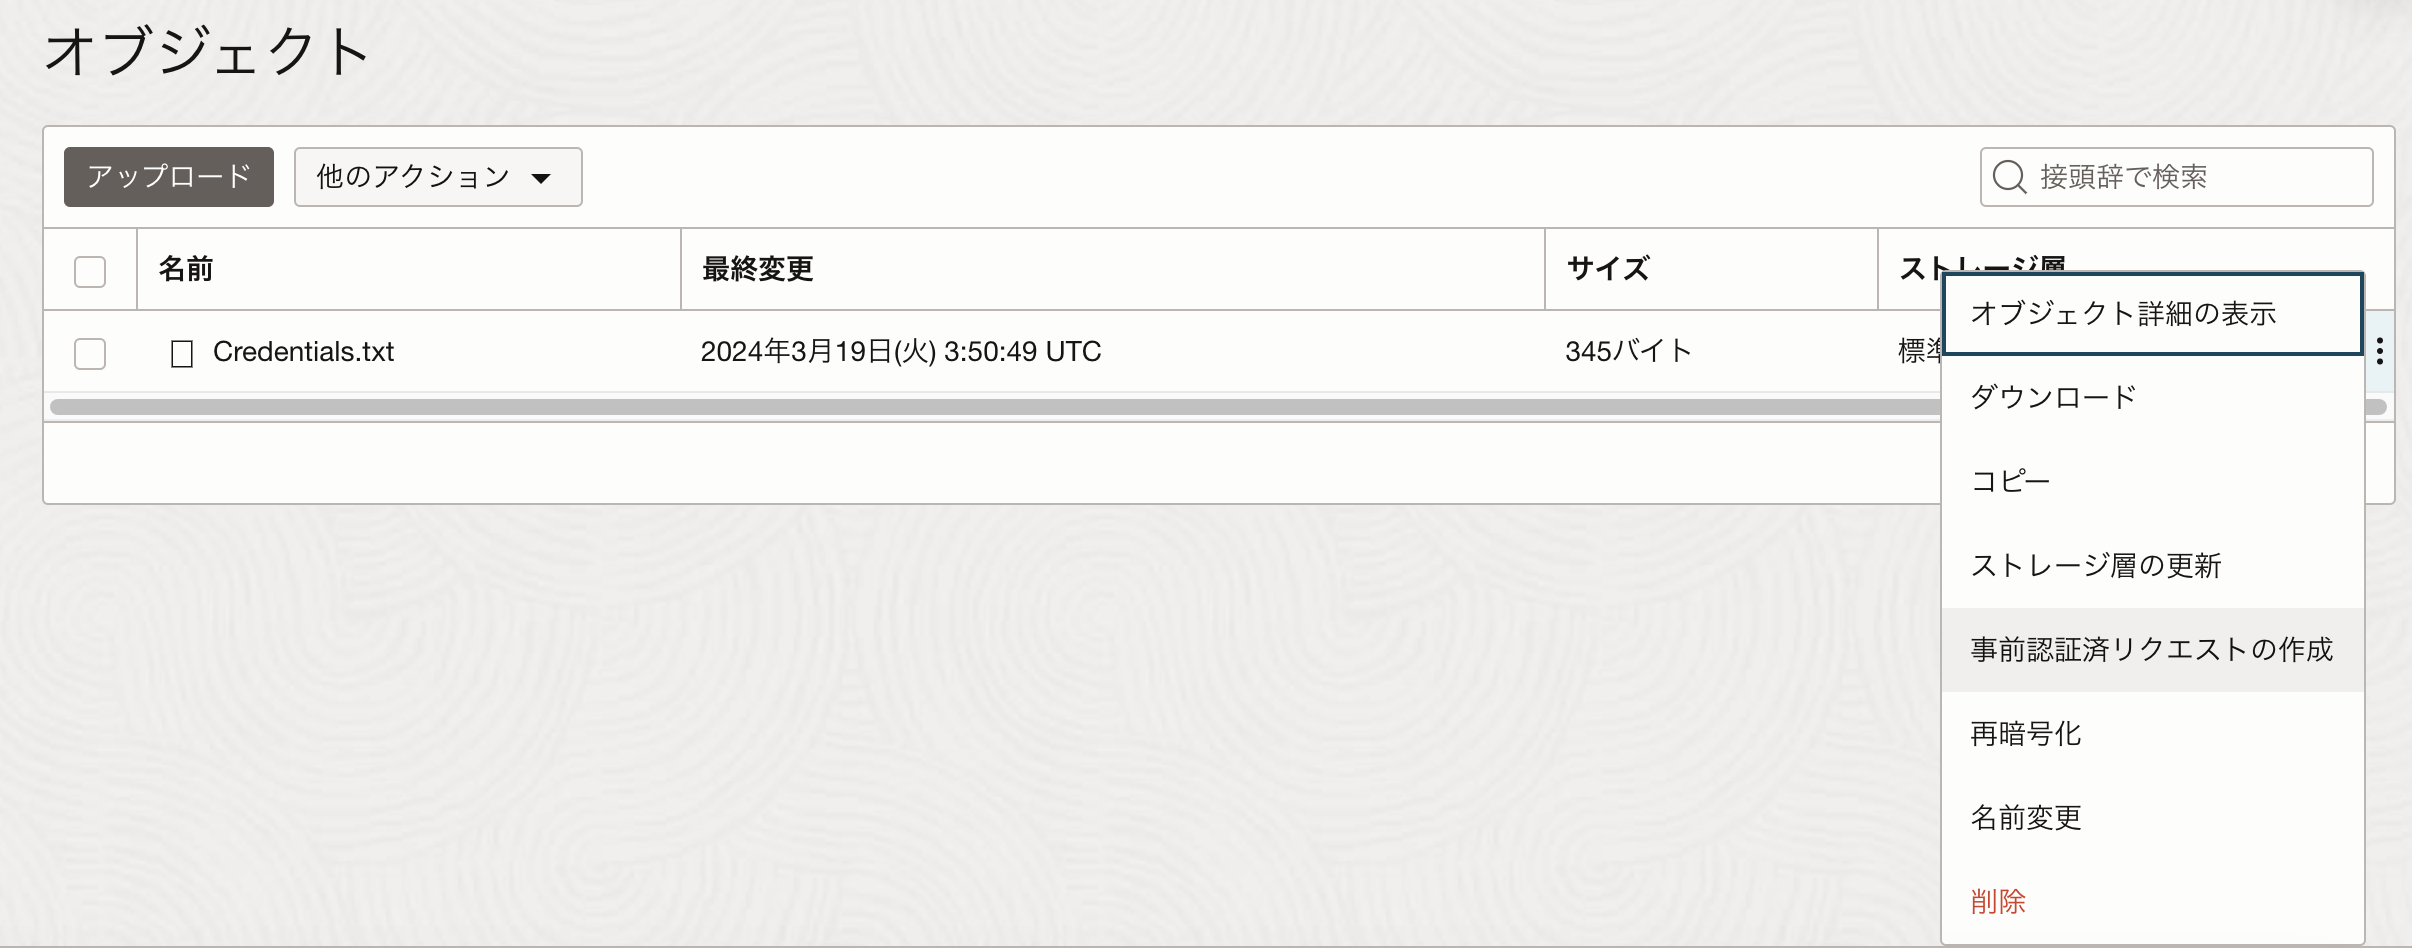 オブジェクト
アップロード
他のアクション
接頭辞で検索
名前
最終変更
サイズ
ストレージ層
Credentials.txt
2024年3月19日(火) 3:50:49 UTC
345バイト
標準
オブジェクト詳細の表示
ダウンロード
コピー
ストレージ層の更新
事前認証済リクエストの作成
再暗号化
名前変更
削除